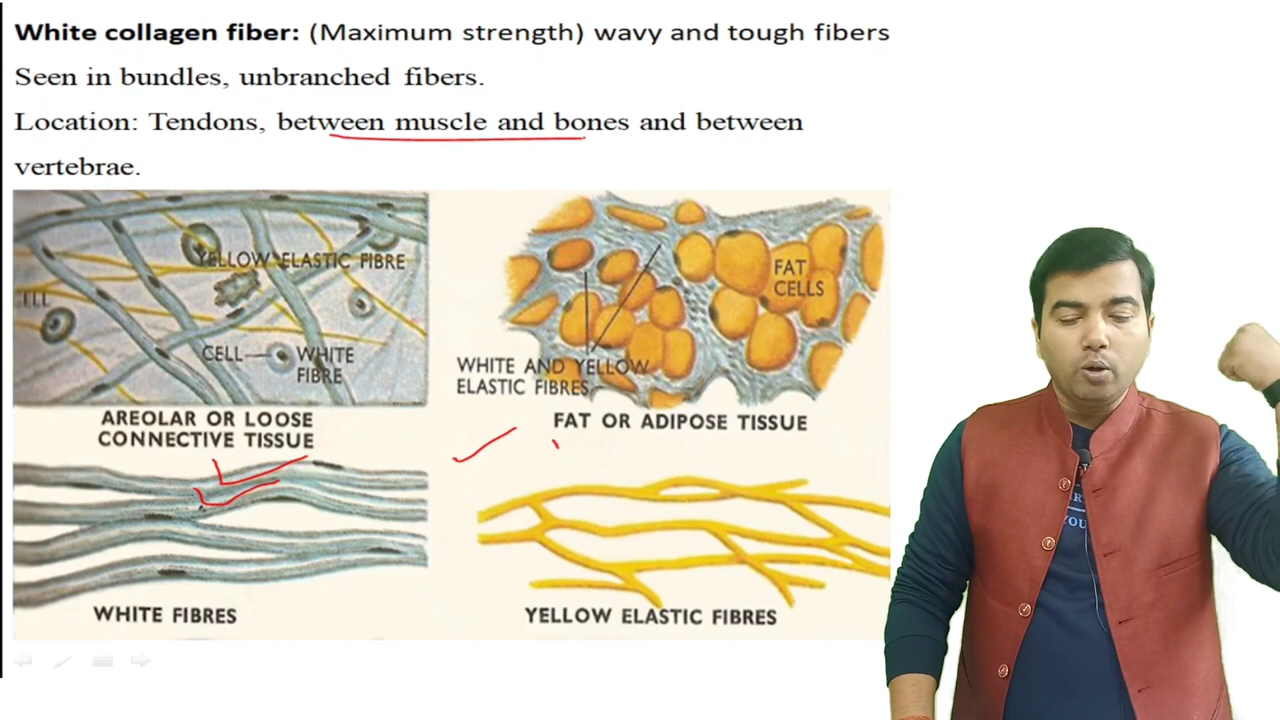 White collagen fiber: (Maximum strength) wavy and tough fibers
Seen in bundles, unbranched fibers.
Location: Tendons, between muscle and bones and between
vertebrae.
YELLOW ELASTIC FIBRE
CELL
WHITE
FIBRE
AREOLAR OR LOOSE
CONNECTIVE TISSUE
FAT
CELLS
WHITE AND YELLOW
ELASTIC FIBRES
FAT OR ADIPOSE TISSUE
WHITE FIBRES
YELLOW ELASTIC FIBRES
YOU